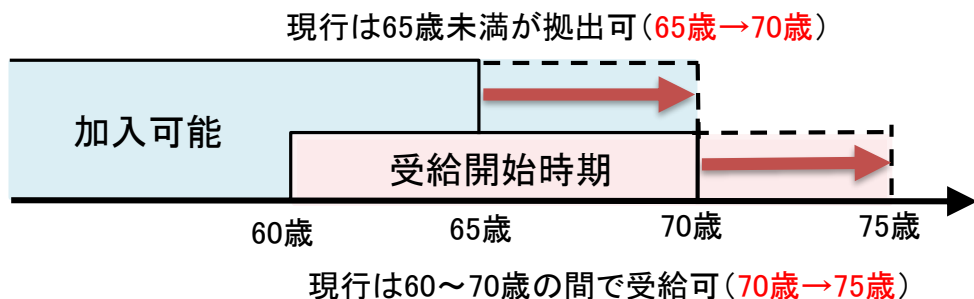 現行は65歳未満が拠出可(65歳→70歳)
加入可能
受給開始時期
60歳
65歳
70歳
75歳
現行は60~70歳の間で受給可(70歳→75歳)